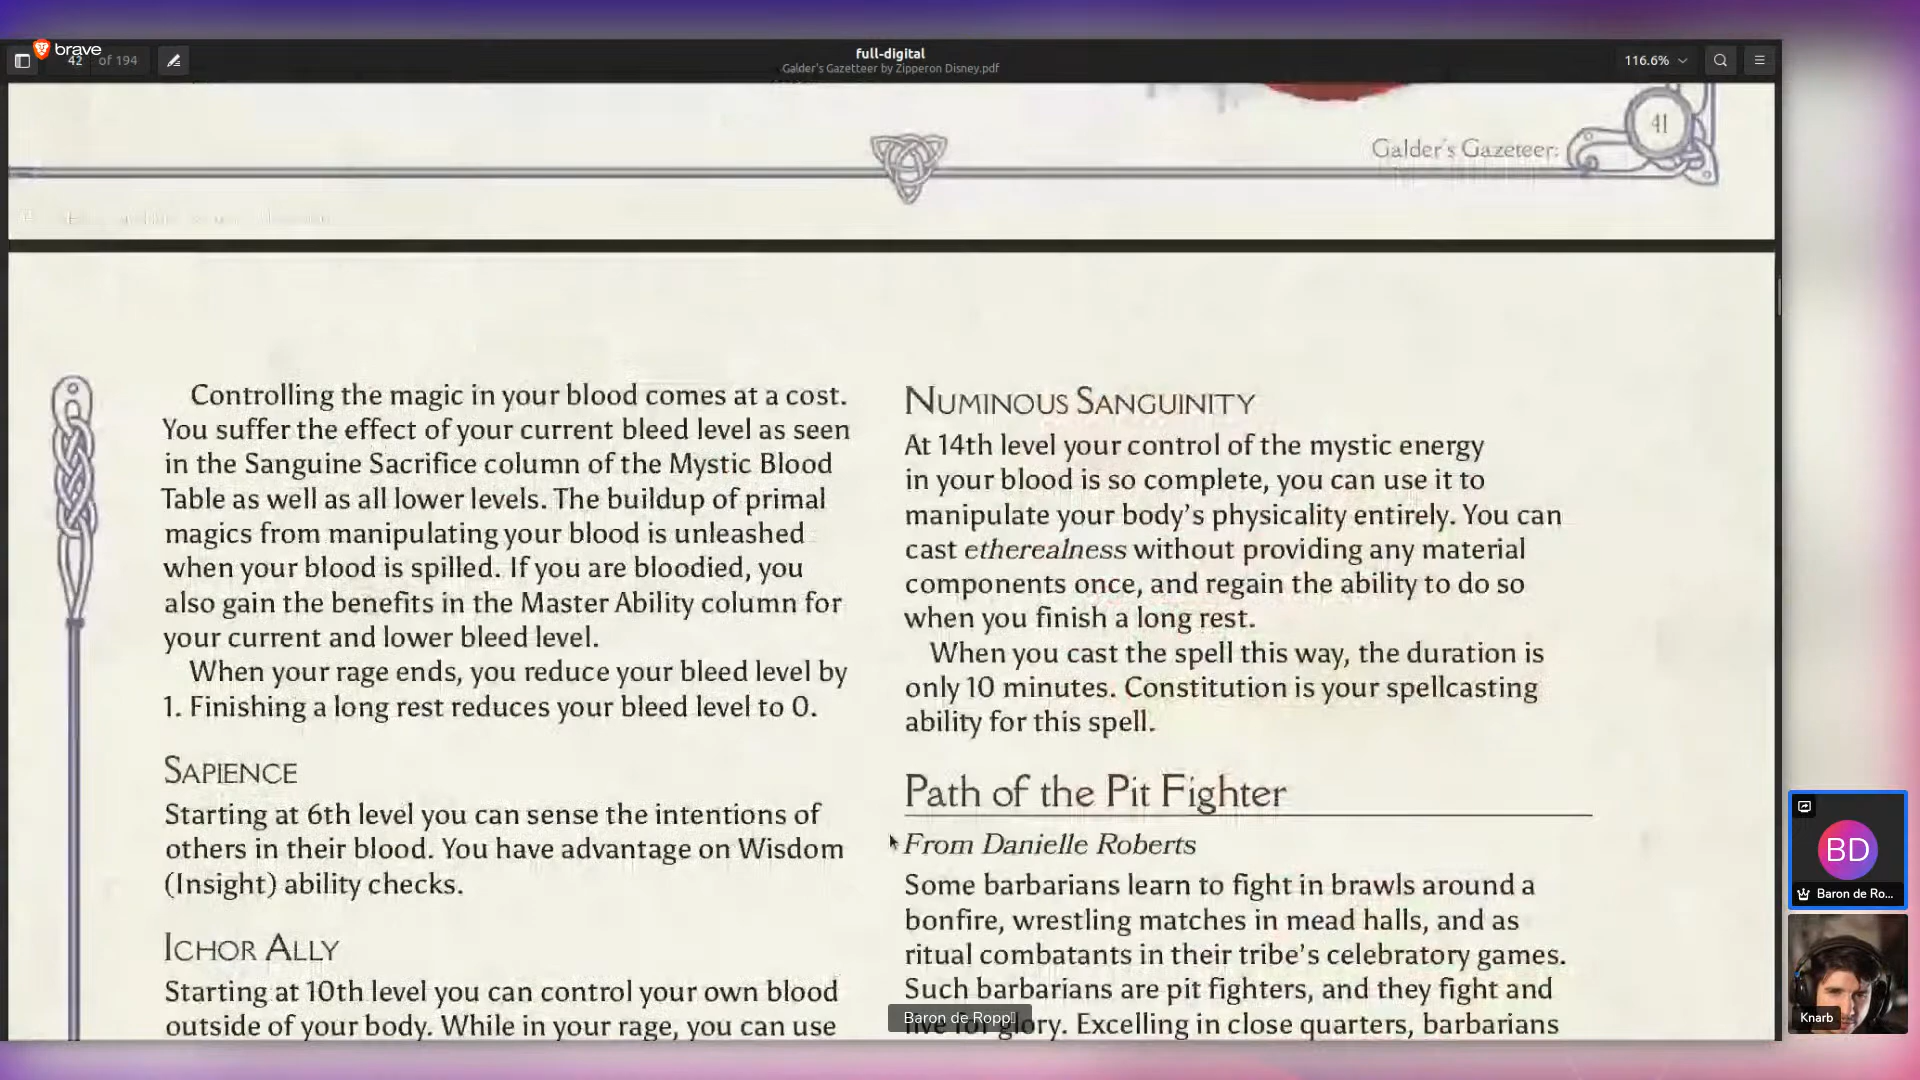 brave
42 of 194
full-digital
Galder's Gazetteer by Zipperon Disney.pdf
116.6%
Galder's Gazeteer:
41
Controlling the magic in your blood comes at a cost.
You suffer the effect of your current bleed level as seen
in the Sanguine Sacrifice column of the Mystic Blood
Table as well as all lower levels. The buildup of primal
magics from manipulating your blood is unleashed
when your blood is spilled. If you are bloodied, you
also gain the benefits in the Master Ability column for
your current and lower bleed level.
When your rage ends, you reduce your bleed level by
1. Finishing a long rest reduces your bleed level to 0.
Sapience
Starting at 6th level you can sense the intentions of
others in their blood. You have advantage on Wisdom
(Insight) ability checks.
Ichor Ally
Starting at 10th level you can control your own blood
outside of your body. While in your rage, you can use
Numinous Sanguinity
At 14th level your control of the mystic energy
in your blood is so complete, you can use it to
manipulate your body's physicality entirely. You can
cast etherealness without providing any material
components once, and regain the ability to do so
when you finish a long rest.
When you cast the spell this way, the duration is
only 10 minutes. Constitution is your spellcasting
ability for this spell.
Path of the Pit Fighter
From Danielle Roberts
Some barbarians learn to fight in brawls around a
bonfire, wrestling matches in mead halls, and as
ritual combatants in their tribe's celebratory games.
Such barbarians are pit fighters, and they fight and
glory. Excelling in close quarters, barbarians
Baron de Ropp
BD
Baron de Ro...
Knarb